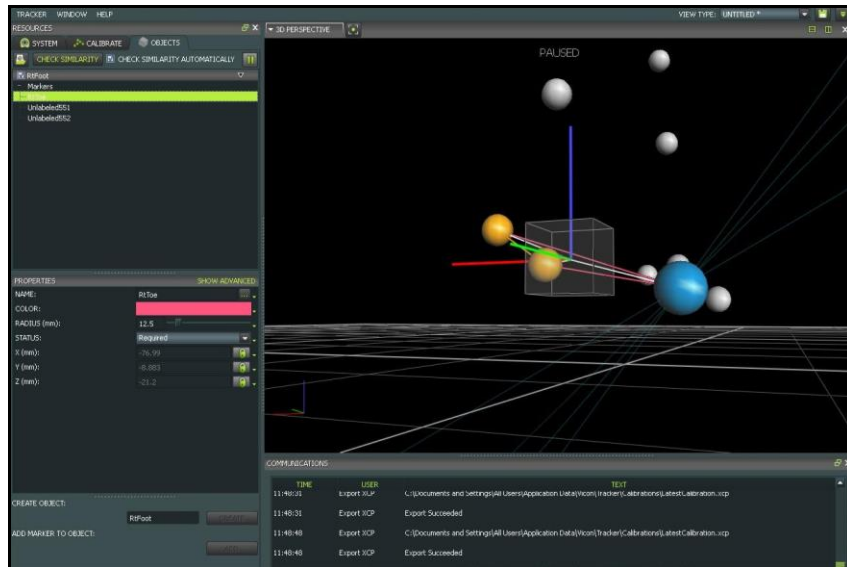 TRACKER WINDOW HELP
VIEW TYPE: UNTITLED *
RESOURCES
3D PERSPECTIVE
SYSTEM CALIBRATE OBJECTS
CHECK SIMILARITY CHECK SIMILARITY AUTOMATICALLY
PAUSED
RtFoot
Markers
RtToe
Unlabeled551
Unlabeled552
PROPERTIES SHOW ADVANCED
NAME: RtToe
COLOR:
RADIUS (mm): 12.5
STATUS: Required
X (mm): -76.99
Y (mm): -8.883
Z (mm): -21.2
CREATE OBJECT:
RtFoot
ADD MARKER TO OBJECT:
COMMUNICATIONS
TIME USER TEXT
11:48:31 Export XCP C:\Documents and Settings\All Users\Application Data\Vicon\Tracker\Calibrations\LatestCalibration.xcp
11:48:31 Export XCP Export Succeeded
11:48:48 Export XCP C:\Documents and Settings\All Users\Application Data\Vicon\Tracker\Calibrations\LatestCalibration.xcp
11:48:48 Export XCP Export Succeeded